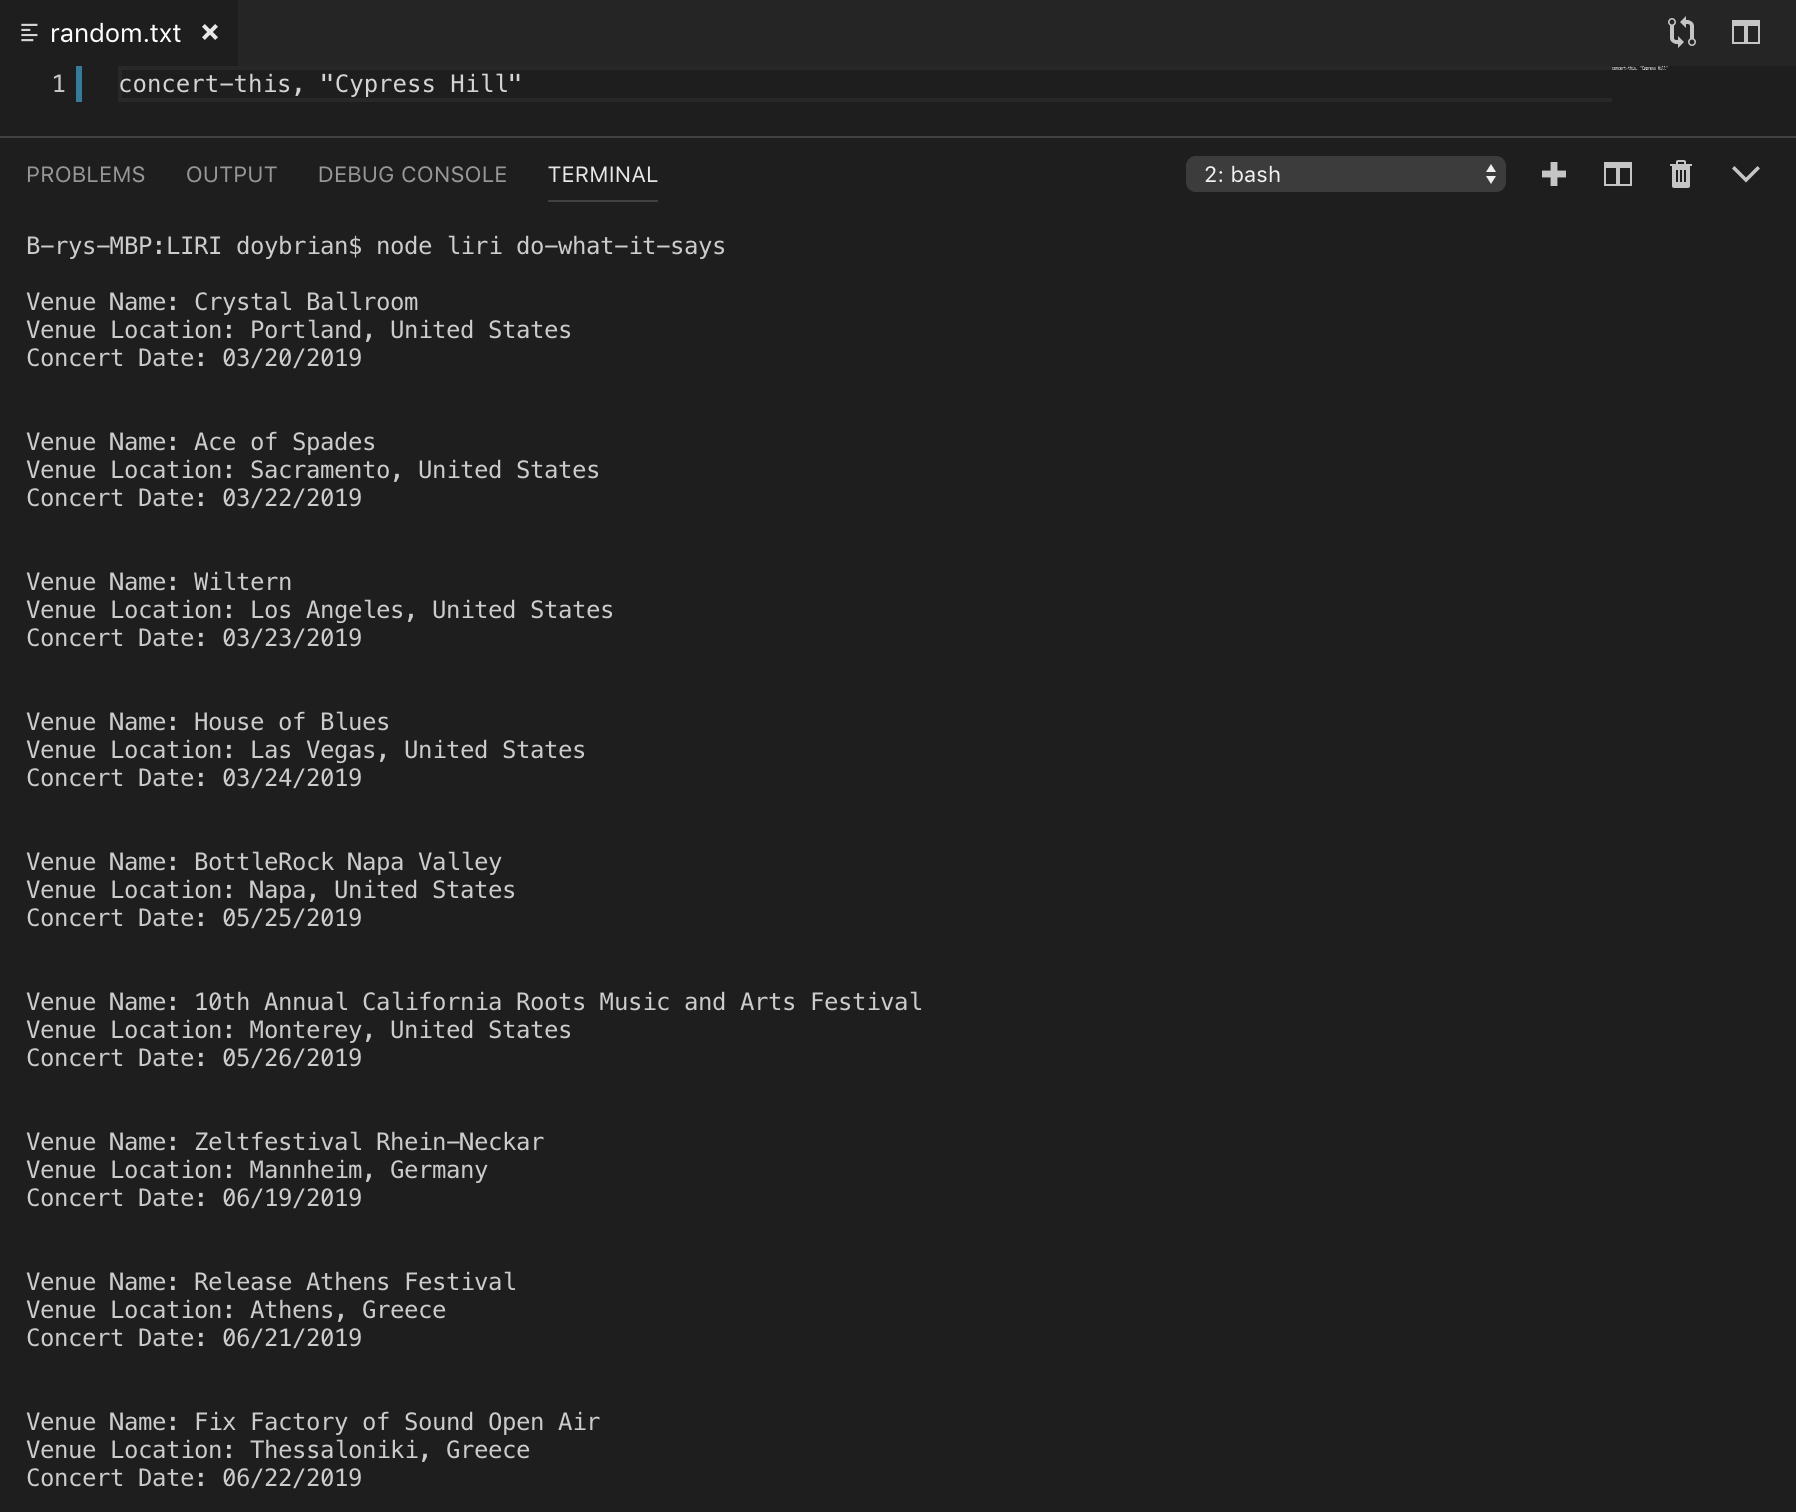 random.txt
1 concert-this, "Cypress Hill"
PROBLEMS OUTPUT DEBUG CONSOLE TERMINAL 2: bash
B-rys-MBP:LIRI doybrian$ node liri do-what-it-says
Venue Name: Crystal Ballroom
Venue Location: Portland, United States
Concert Date: 03/20/2019
Venue Name: Ace of Spades
Venue Location: Sacramento, United States
Concert Date: 03/22/2019
Venue Name: Wiltern
Venue Location: Los Angeles, United States
Concert Date: 03/23/2019
Venue Name: House of Blues
Venue Location: Las Vegas, United States
Concert Date: 03/24/2019
Venue Name: BottleRock Napa Valley
Venue Location: Napa, United States
Concert Date: 05/25/2019
Venue Name: 10th Annual California Roots Music and Arts Festival
Venue Location: Monterey, United States
Concert Date: 05/26/2019
Venue Name: Zeltfestival Rhein-Neckar
Venue Location: Mannheim, Germany
Concert Date: 06/19/2019
Venue Name: Release Athens Festival
Venue Location: Athens, Greece
Concert Date: 06/21/2019
Venue Name: Fix Factory of Sound Open Air
Venue Location: Thessaloniki, Greece
Concert Date: 06/22/2019